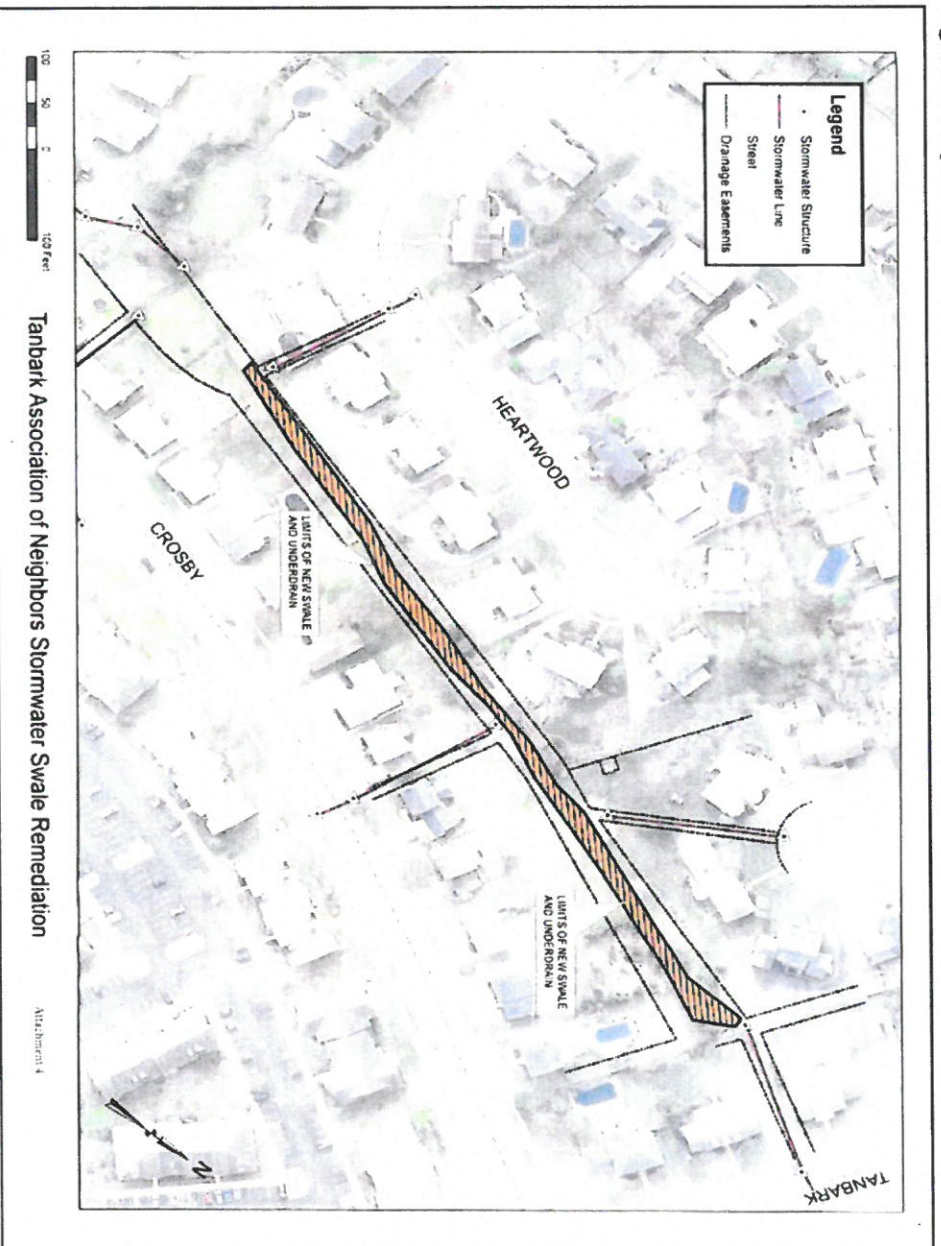 Legend
Stormwater Structure
Stormwater Line
Street
Drainage Easements
HEARTWOOD
CROSBY
TANBARK
LIMITS OF NEW SWALE
AND UNDERDRAIN
LIMITS OF NEW SWALE
AND UNDERDRAIN
N
100 50 0 100 Feet
Tanbark Association of Neighbors Stormwater Swale Remediation
Attachment 4